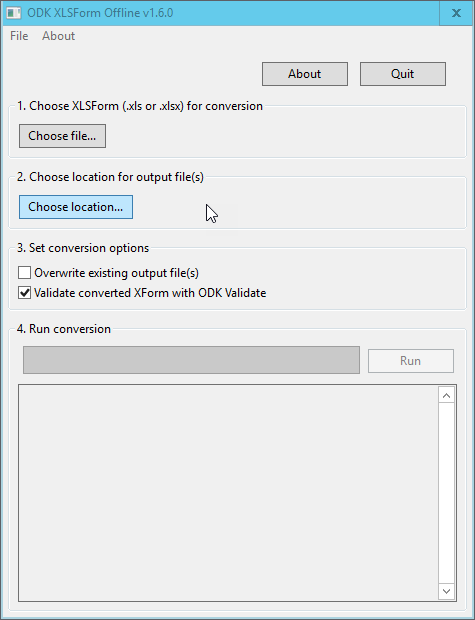 ODK XLSForm Offline v1.6.0
File About
About Quit
1. Choose XLSForm (.xls or .xlsx) for conversion
Choose file...
2. Choose location for output file(s)
Choose location...
3. Set conversion options
Overwrite existing output file(s)
Validate converted XForm with ODK Validate
4. Run conversion
Run